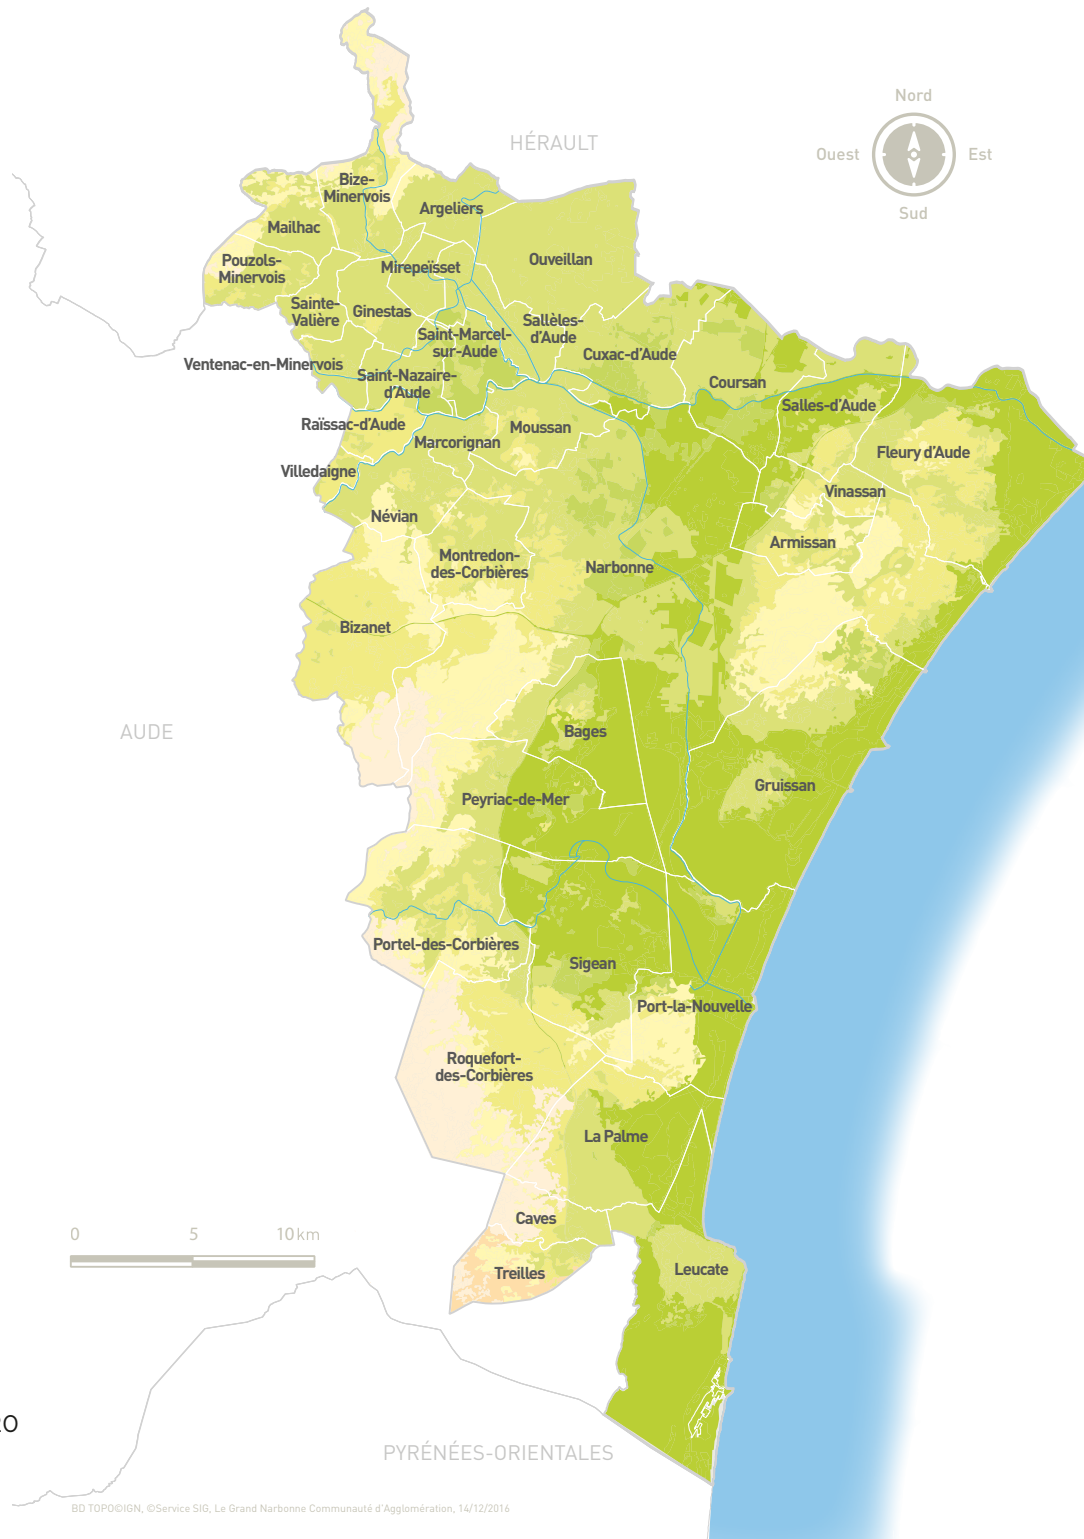 Nord
HÉRAULT
Ouest
Est
Sud
Bize-
Minervois
Argeliers
Mailhac
Pouzols-
Minervois
Mirepeïsset
Ouveillan
Sainte-
Valière
Ginestas
Sallèles-
d'Aude
Saint-Marcel-
sur-Aude
Cuxac-d'Aude
Ventenac-en-Minervois
Saint-Nazaire-
d'Aude
Coursan
Salles-d'Aude
Raïssac-d'Aude
Moussan
Marcorignan
Fleury d'Aude
Villedaigne
Vinassan
Névian
Armissan
Montredon-
des-Corbières
Narbonne
Bizanet
AUDE
Bages
Gruissan
Peyriac-de-Mer
Portel-des-Corbières
Sigean
Port-la-Nouvelle
Roquefort-
des-Corbières
La Palme
Caves
0 5 10 km
Treilles
Leucate
PYRÉNÉES-ORIENTALES
BD TOPO©IGN, ©Service SIG, Le Grand Narbonne Communauté d'Agglomération, 14/12/2016